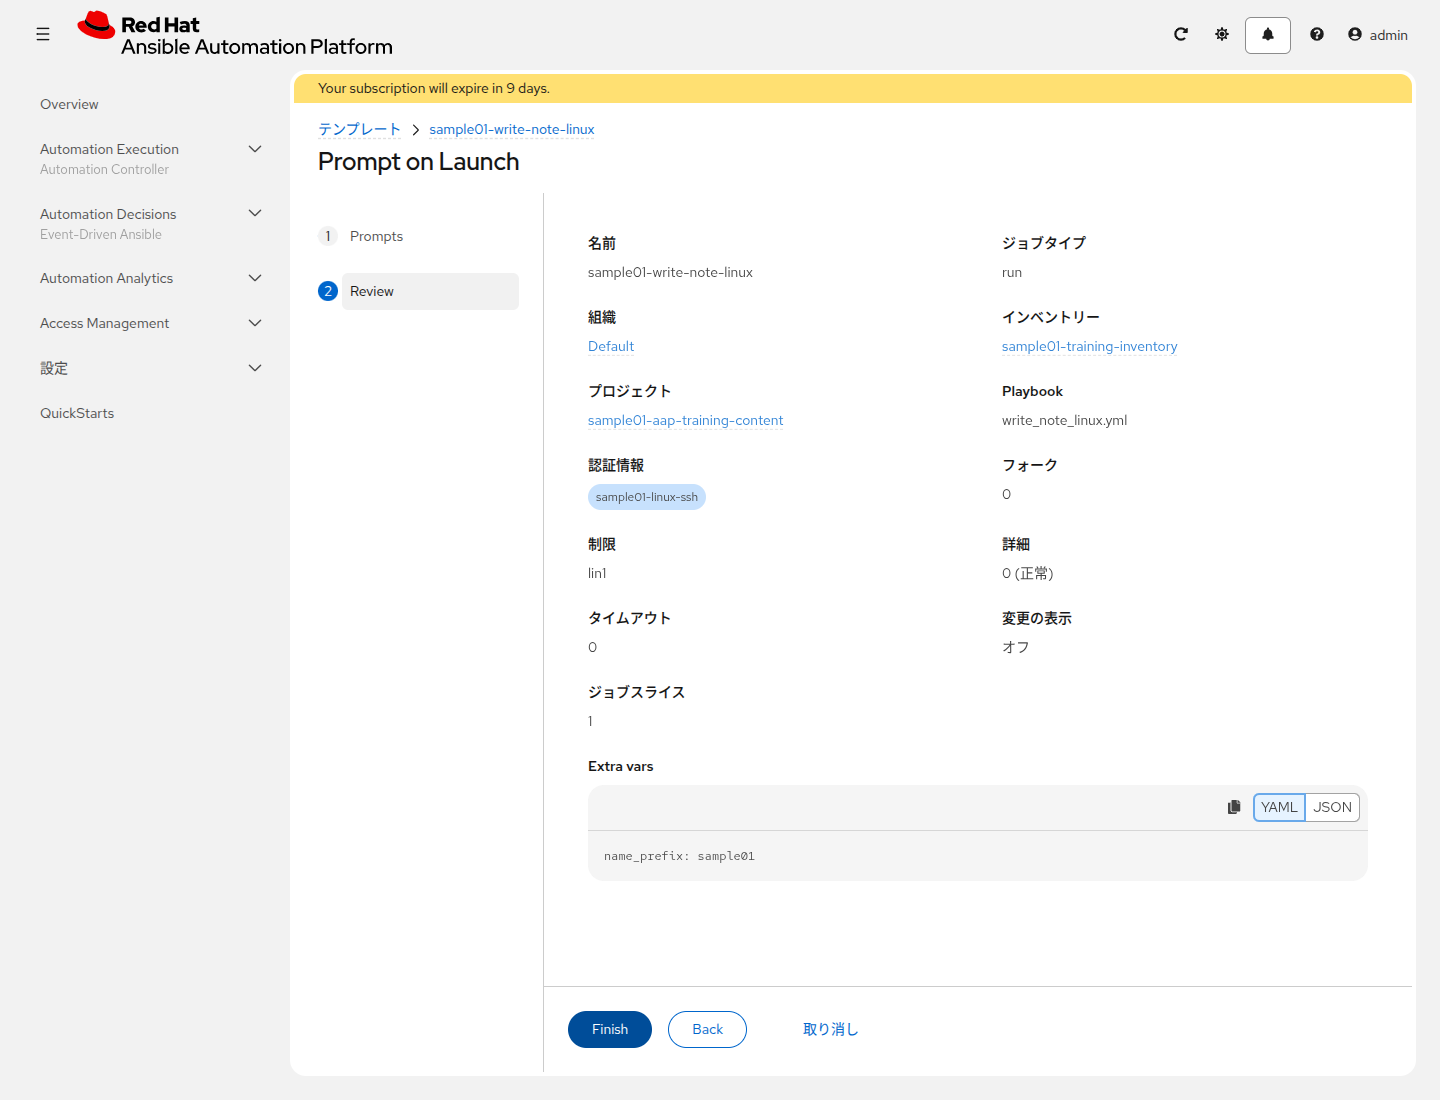 Red Hat
Ansible Automation Platform
admin
Overview
Automation Execution
Automation Controller
Automation Decisions
Event-Driven Ansible
Automation Analytics
Access Management
設定
QuickStarts
Your subscription will expire in 9 days.
テンプレート > sample01-write-note-linux
Prompt on Launch
1 Prompts
2 Review
名前
sample01-write-note-linux
ジョブタイプ
run
組織
Default
インベントリー
sample01-training-inventory
プロジェクト
sample01-aap-training-content
Playbook
write_note_linux.yml
認証情報
sample01-linux-ssh
フォーク
0
制限
lin1
詳細
0 (正常)
タイムアウト
0
変更の表示
オフ
ジョブスライス
1
Extra vars
YAML JSON
name_prefix: sample01
Finish Back 取り消し